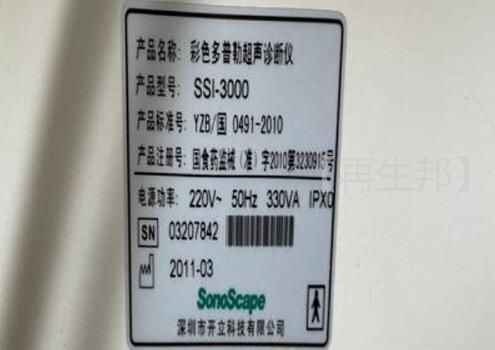 产品名称： 彩色多普勒超声诊断仪
产品型号： SSI-3000
产品标准号： YZB/国 0491-2010
产品注册号： 国食药监械（准）字2010第3230915号
电源功率： 220V~ 50Hz 330VA IPX0
SN 03207842
2011-03
SonoScape
深圳市开立科技有限公司
再生邦】